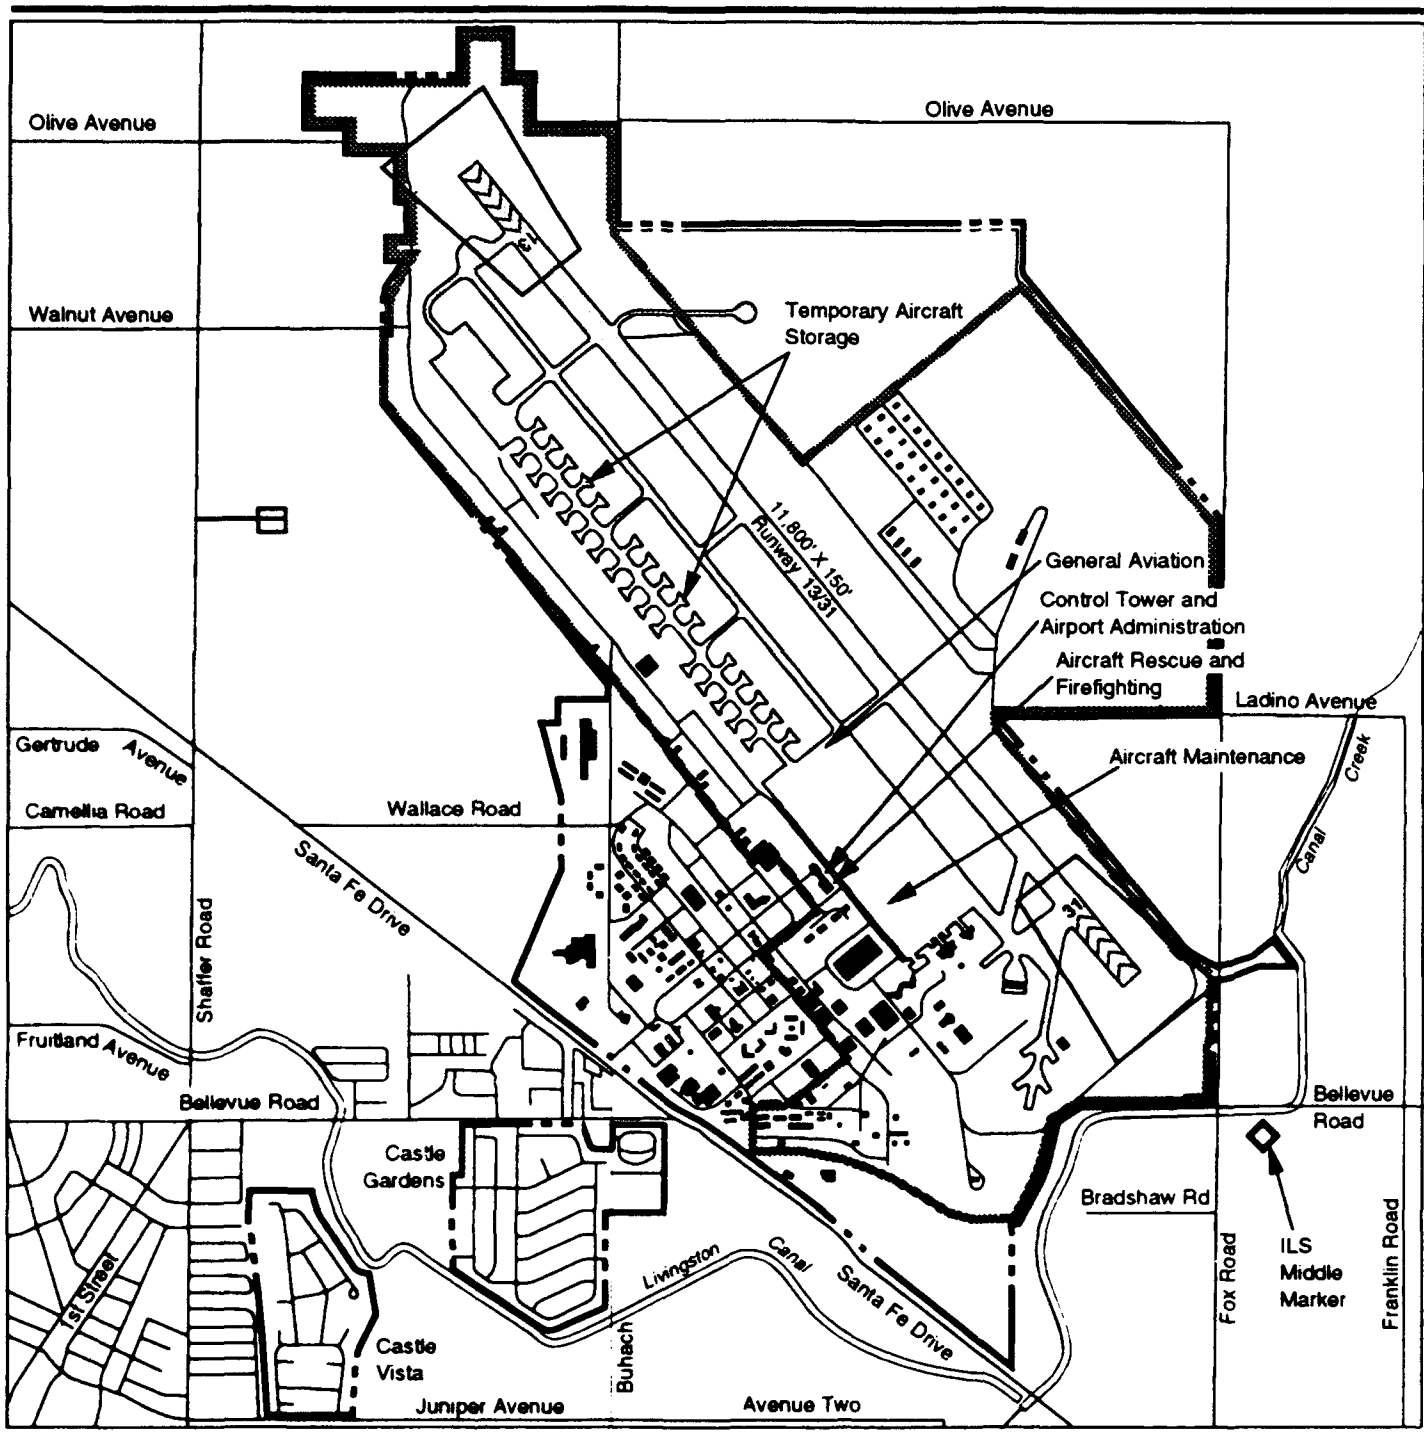 Olive Avenue
Olive Avenue
Walnut Avenue
13
Temporary Aircraft
Storage
11,800' X 150'
Runway 13/31
General Aviation
Control Tower and
Airport Administration
Aircraft Rescue and
Firefighting
Ladino Avenue
Gertrude Avenue
Aircraft Maintenance
Canal Creek
Camellia Road
Wallace Road
Santa Fe Drive
Shaffer Road
31
Fruitland Avenue
Bellevue Road
Bellevue
Road
Castle
Gardens
Bradshaw Rd
Livingston Canal
Santa Fe Drive
Fox Road
ILS
Middle
Marker
Franklin Road
1st Street
Castle
Vista
Buhach
Juniper Avenue
Avenue Two